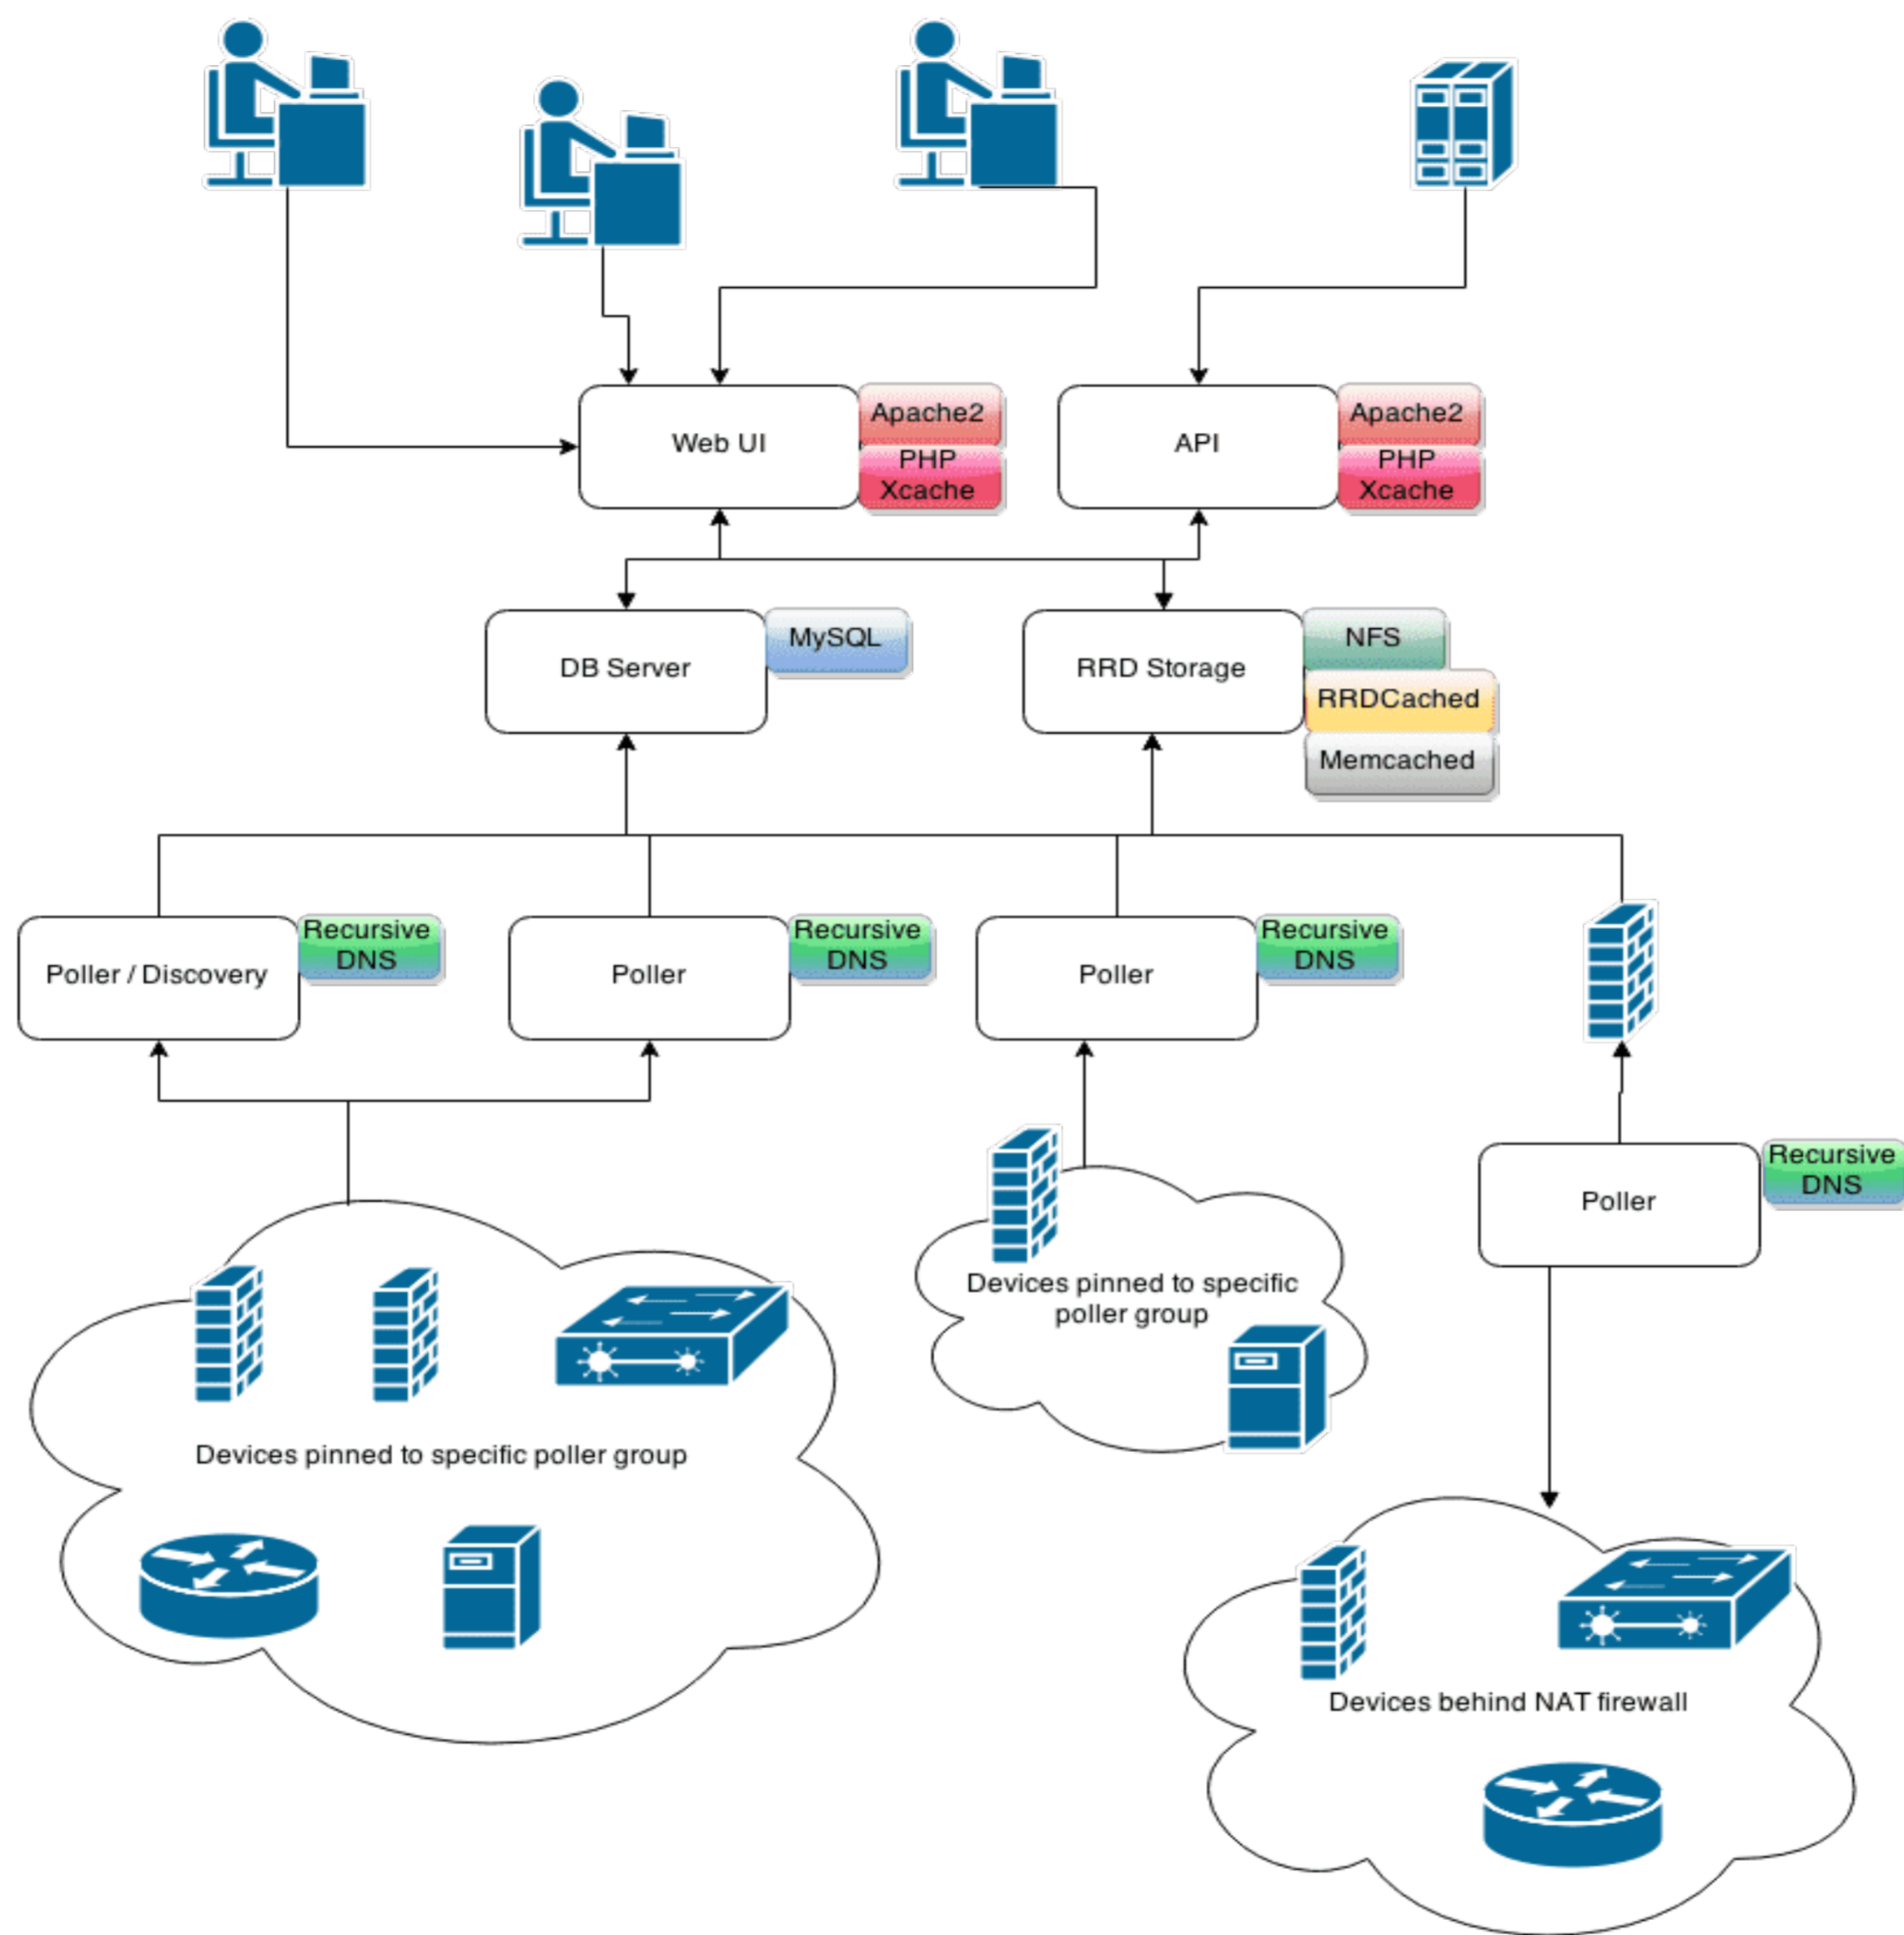 Web UI
Apache2
PHP
Xcache
API
Apache2
PHP
Xcache
DB Server
MySQL
RRD Storage
NFS
RRDCached
Memcached
Poller / Discovery
Recursive
DNS
Poller
Recursive
DNS
Poller
Recursive
DNS
Poller
Recursive
DNS
Devices pinned to specific
poller group
Devices pinned to specific poller group
Devices behind NAT firewall